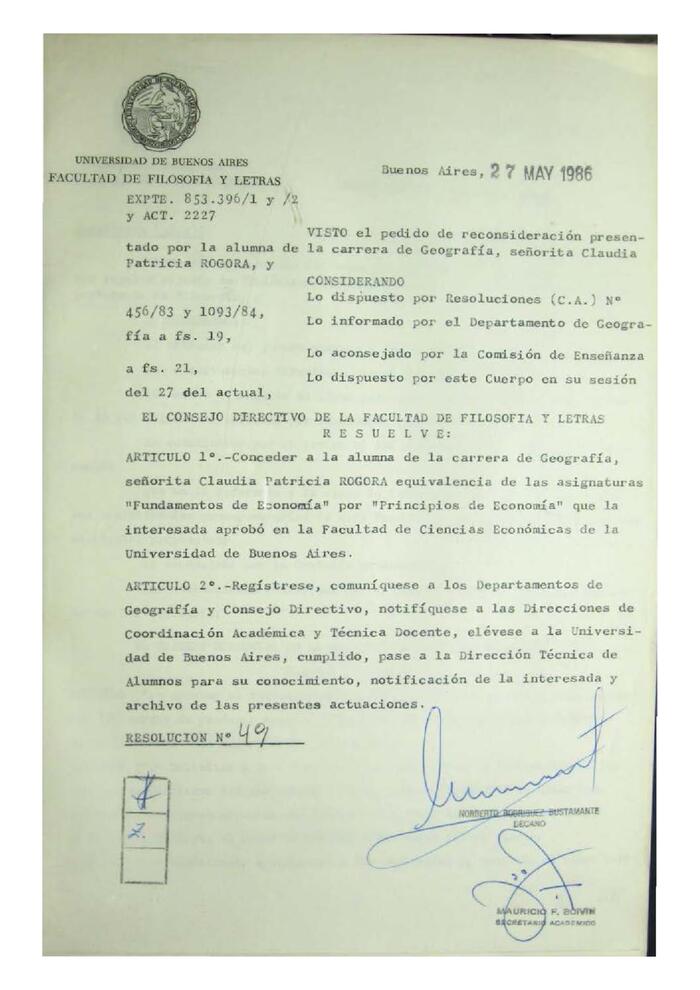 UNIVERSIDAD DE BUENOS AIRES
FACULTAD DE FILOSOFIA Y LETRAS
Buenos Aires, 27 MAY 1986
EXPTE. 853.396/1 y /2
y ACT. 2227
VISTO el pedido de reconsideración presen-
tado por la alumna de la carrera de Geografía, señorita Claudia
Patricia ROGORA, y
CONSIDERANDO
Lo dispuesto por Resoluciones (C.A.) Nº
456/83 y 1093/84,
Lo informado por el Departamento de Geogra-
fía a fs. 19,
Lo aconsejado por la Comisión de Enseñanza
a fs. 21,
Lo dispuesto por este Cuerpo en su sesión
del 27 del actual,
EL CONSEJO DIRECTIVO DE LA FACULTAD DE FILOSOFIA Y LETRAS
R E S U E L V E:
ARTICULO 1º.-Conceder a la alumna de la carrera de Geografía,
señorita Claudia Patricia ROGORA equivalencia de las asignaturas
"Fundamentos de Economía" por "Principios de Economía" que la
interesada aprobó en la Facultad de Ciencias Económicas de la
Universidad de Buenos Aires.
ARTICULO 2º.-Regístrese, comuníquese a los Departamentos de
Geografía y Consejo Directivo, notifíquese a las Direcciones de
Coordinación Académica y Técnica Docente, elévese a la Universi-
dad de Buenos Aires, cumplido, pase a la Dirección Técnica de
Alumnos para su conocimiento, notificación de la interesada y
archivo de las presentes actuaciones.
RESOLUCION Nº 49
NORBERTO RODRIGUEZ BUSTAMANTE
DECANO
MAURICIO F. BOIVIN
SECRETARIO ACADEMICO